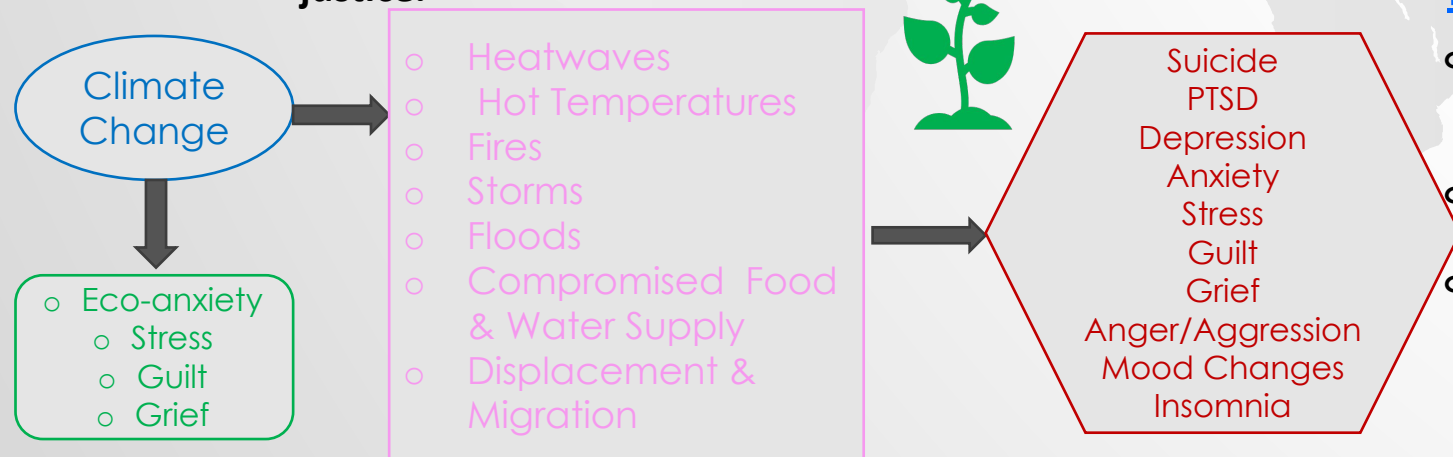 justice.
Climate
Change
o Heatwaves
o Hot Temperatures
o Fires
o Storms
o Floods
o Compromised Food
& Water Supply
o Displacement &
Migration
o Eco-anxiety
o Stress
o Guilt
o Grief
Suicide
PTSD
Depression
Anxiety
Stress
Guilt
Grief
Anger/Aggression
Mood Changes
Insomnia